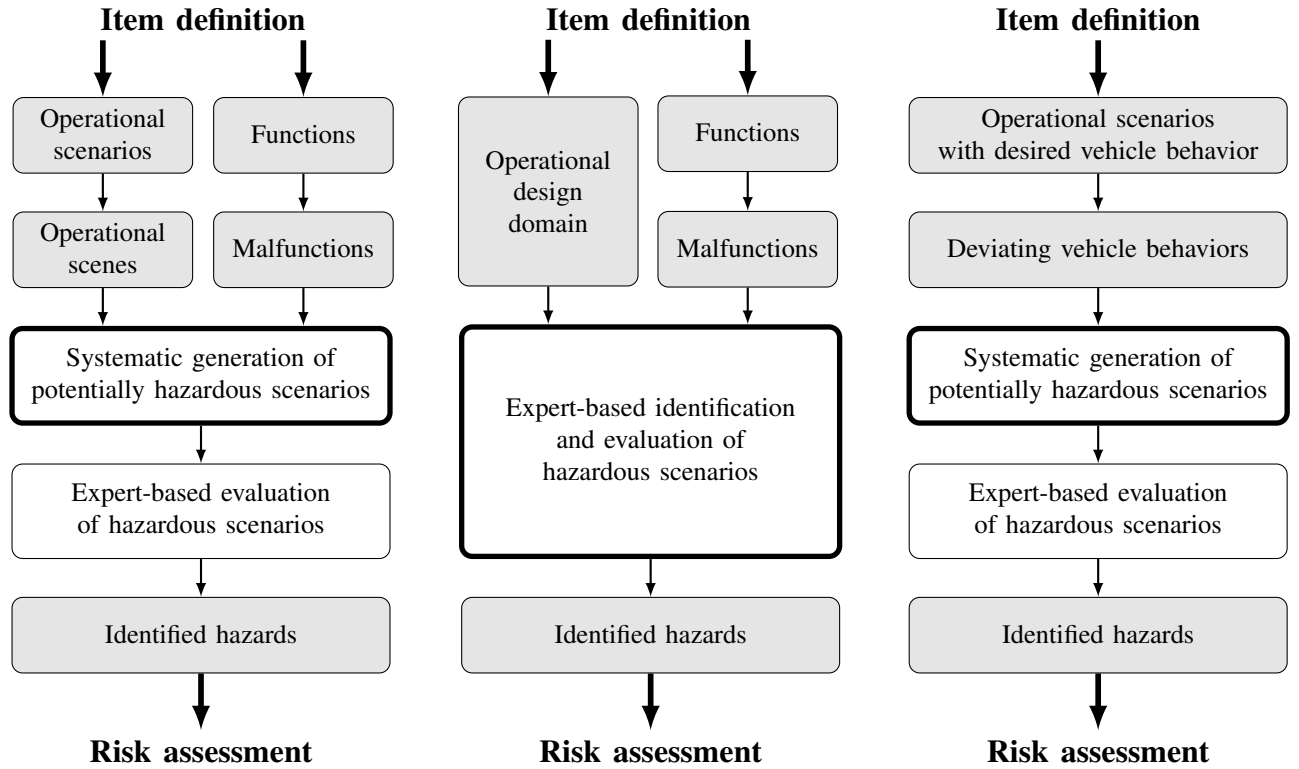 Item definition
Operational
scenarios
Functions
Operational
scenes
Malfunctions
Systematic generation of
potentially hazardous scenarios
Expert-based evaluation
of hazardous scenarios
Identified hazards
Risk assessment
Item definition
Operational
design
domain
Functions
Malfunctions
Expert-based identification
and evaluation of
hazardous scenarios
Identified hazards
Risk assessment
Item definition
Operational scenarios
with desired vehicle behavior
Deviating vehicle behaviors
Systematic generation of
potentially hazardous scenarios
Expert-based evaluation
of hazardous scenarios
Identified hazards
Risk assessment